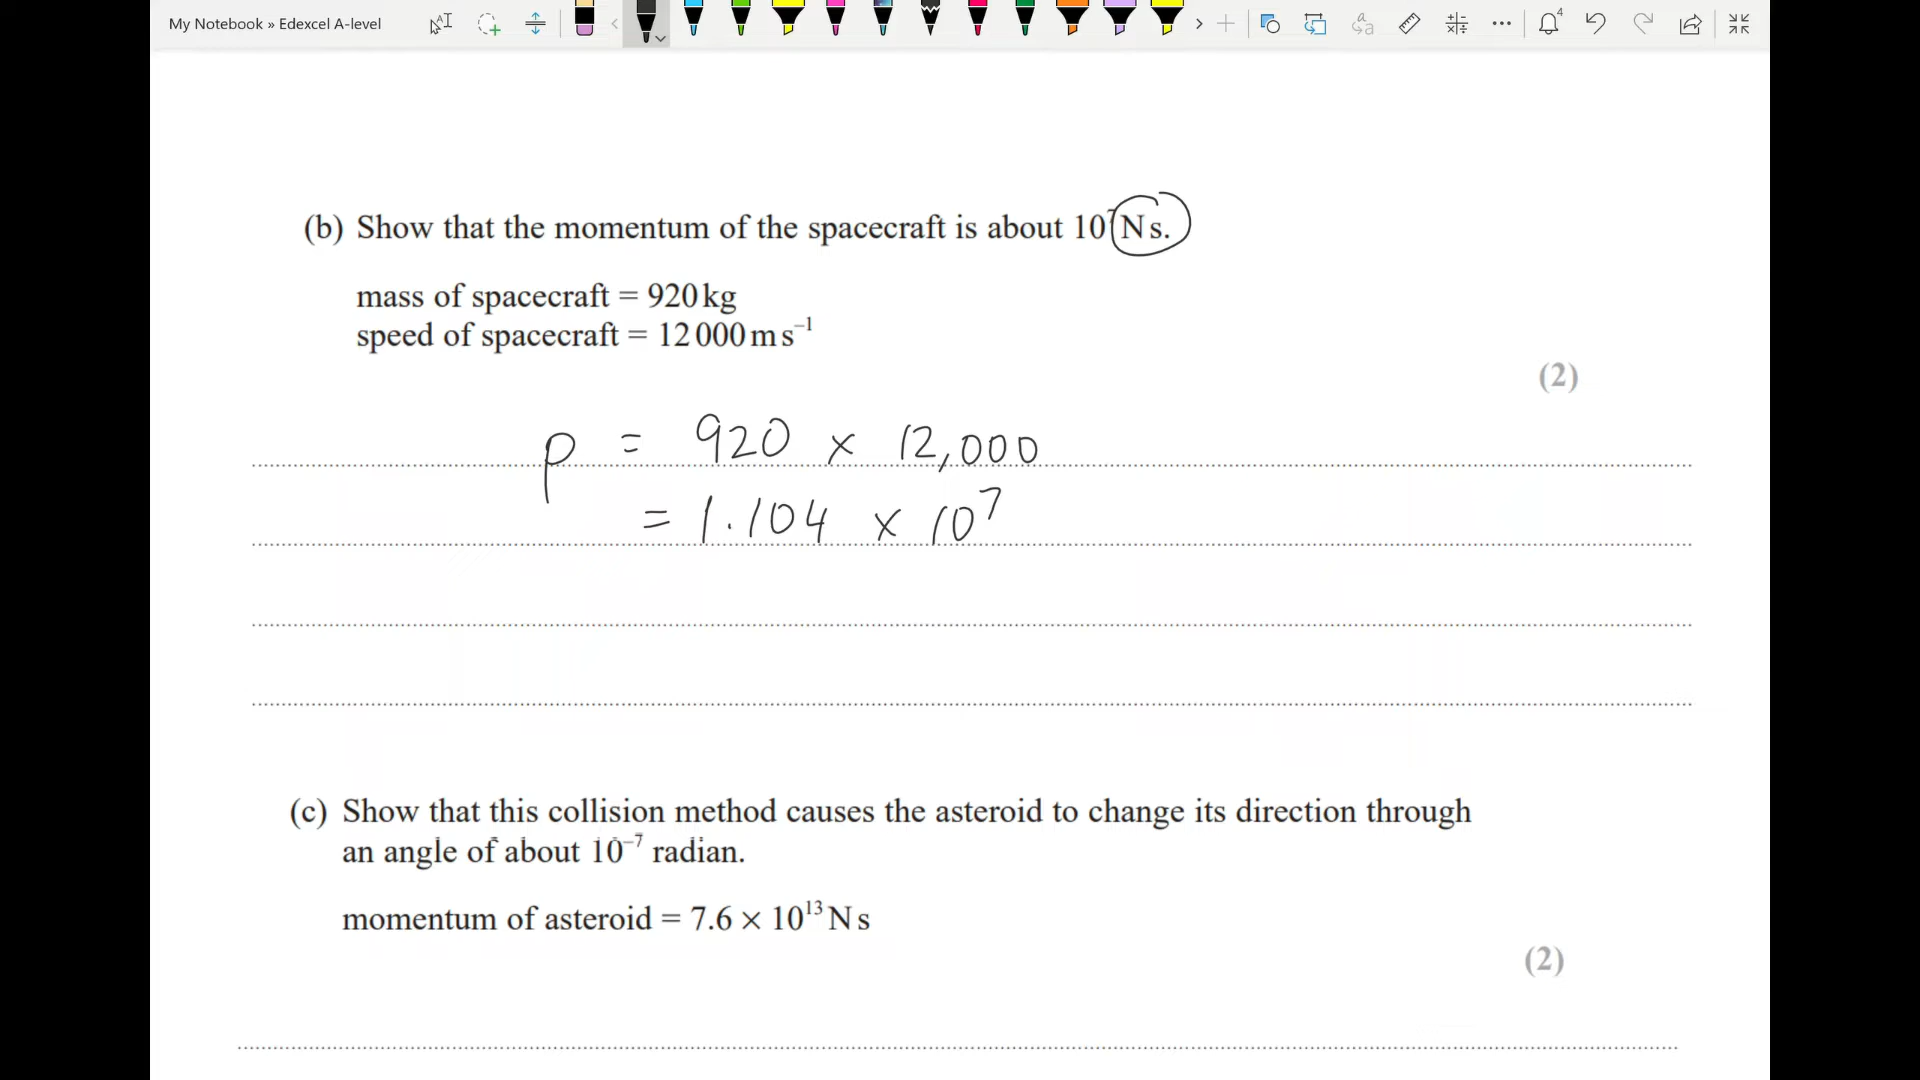 My Notebook » Edexcel A-level
(b) Show that the momentum of the spacecraft is about 10⁷ N s.
mass of spacecraft = 920 kg
speed of spacecraft = 12 000 m s⁻¹
(2)
p = 920 x 12,000
= 1.104 x 10⁷
(c) Show that this collision method causes the asteroid to change its direction through
an angle of about 10⁻⁷ radian.
momentum of asteroid = 7.6 × 10¹³ N s
(2)